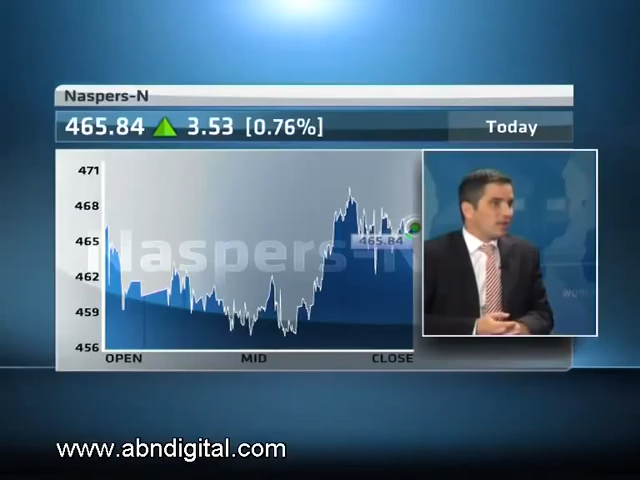 Naspers-N
465.84 ▲ 3.53 [0.76%]
Today
471
468
465
462
459
456
Naspers-N
465.84
OPEN MID CLOSE
www.abndigital.com